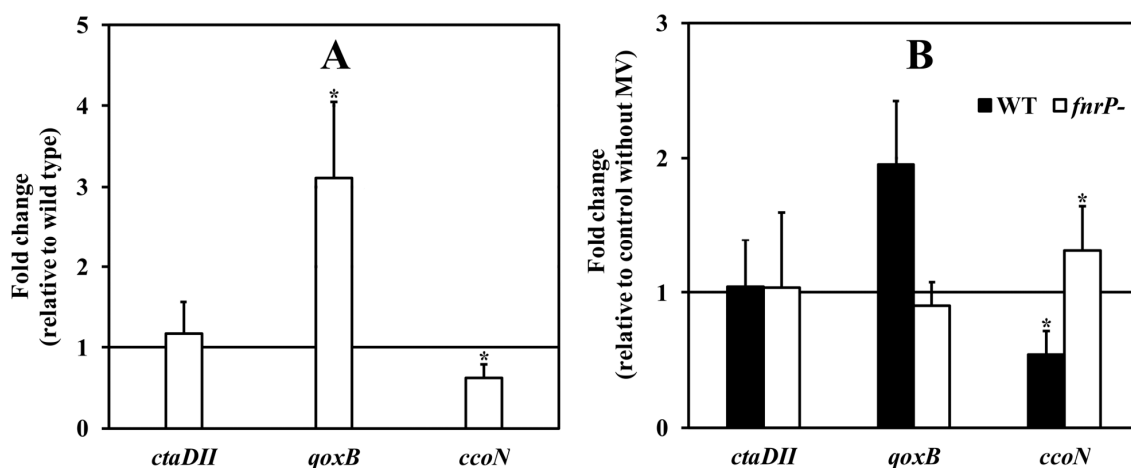 A
Fold change
(relative to wild type)
5
4
3
2
1
0
*
*
ctaDII
qoxB
ccoN
B
WT
fnrP-
Fold change
(relative to control without MV)
3
2
1
0
*
*
ctaDII
qoxB
ccoN